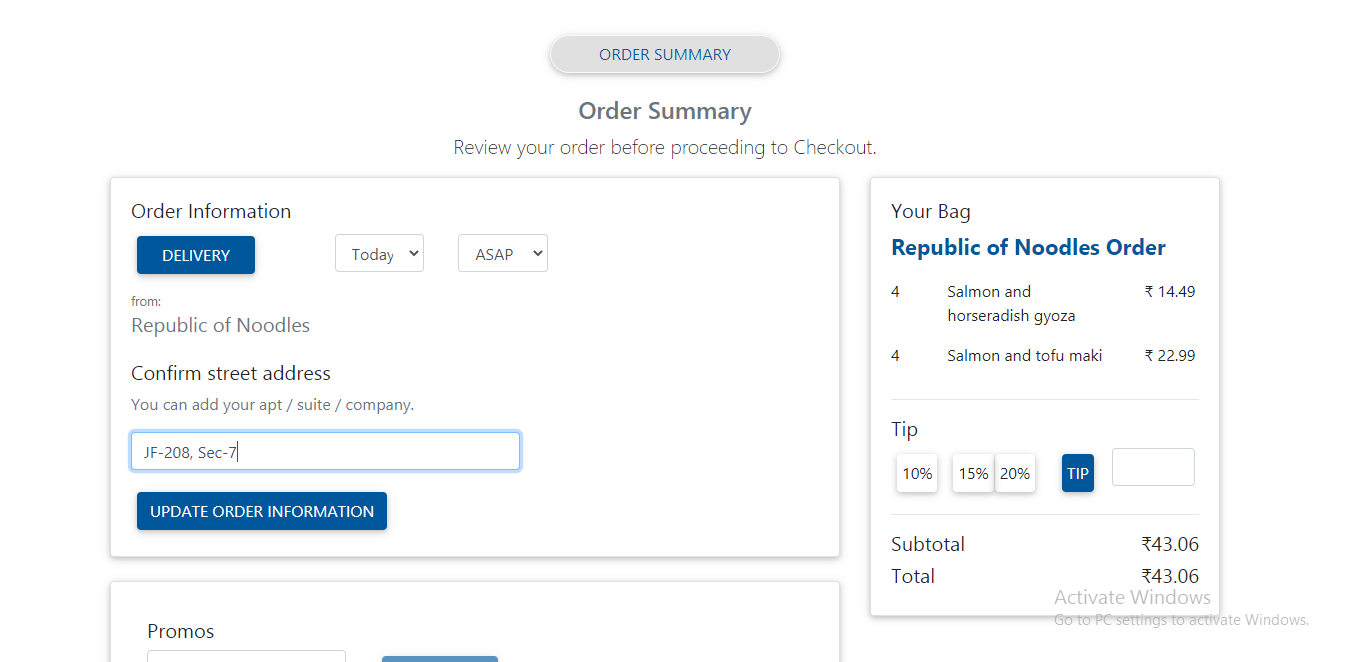 ORDER SUMMARY
Order Summary
Review your order before proceeding to Checkout.
Order Information
DELIVERY
Today
ASAP
from:
Republic of Noodles
Confirm street address
You can add your apt / suite / company.
JF-208, Sec-7
UPDATE ORDER INFORMATION
Promos
Your Bag
Republic of Noodles Order
4 Salmon and ₹ 14.49
horseradish gyoza
4 Salmon and tofu maki ₹ 22.99
Tip
10% 15% 20% TIP
Subtotal ₹43.06
Total ₹43.06
Activate Windows
Go to PC settings to activate Windows.